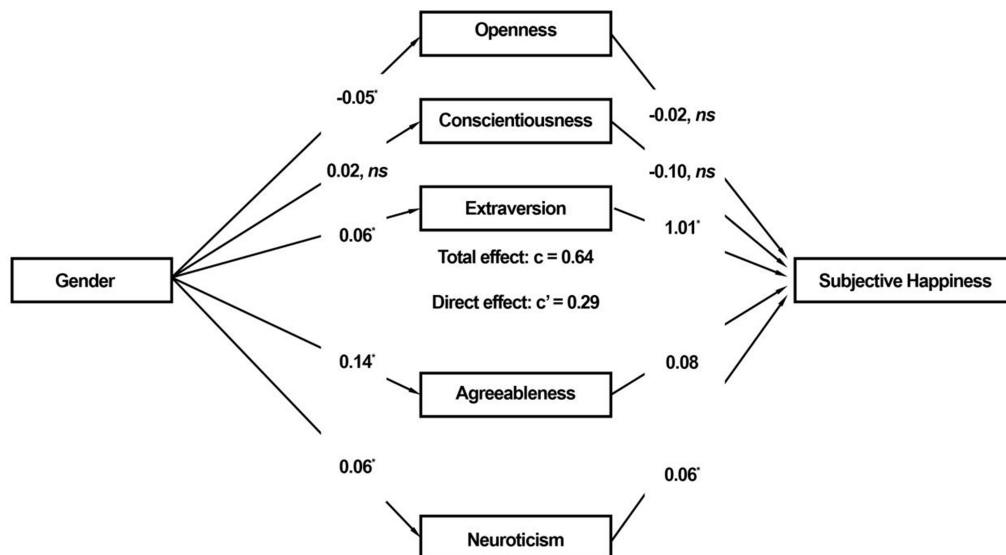 Openness
-0.05*
-0.02, ns
Conscientiousness
0.02, ns
-0.10, ns
Extraversion
0.06*
1.01*
Total effect: c = 0.64
Gender
Subjective Happiness
Direct effect: c’ = 0.29
0.14*
0.08
Agreeableness
0.06*
0.06*
Neuroticism